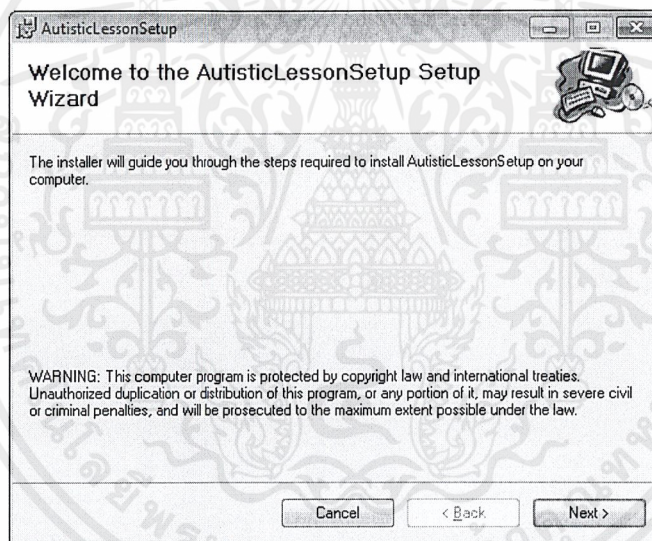 AutisticLessonSetup
Welcome to the AutisticLessonSetup Setup
Wizard
The installer will guide you through the steps required to install AutisticLessonSetup on your
computer.
WARNING: This computer program is protected by copyright law and international treaties.
Unauthorized duplication or distribution of this program, or any portion of it, may result in severe civil
or criminal penalties, and will be prosecuted to the maximum extent possible under the law.
Cancel
< Back
Next >